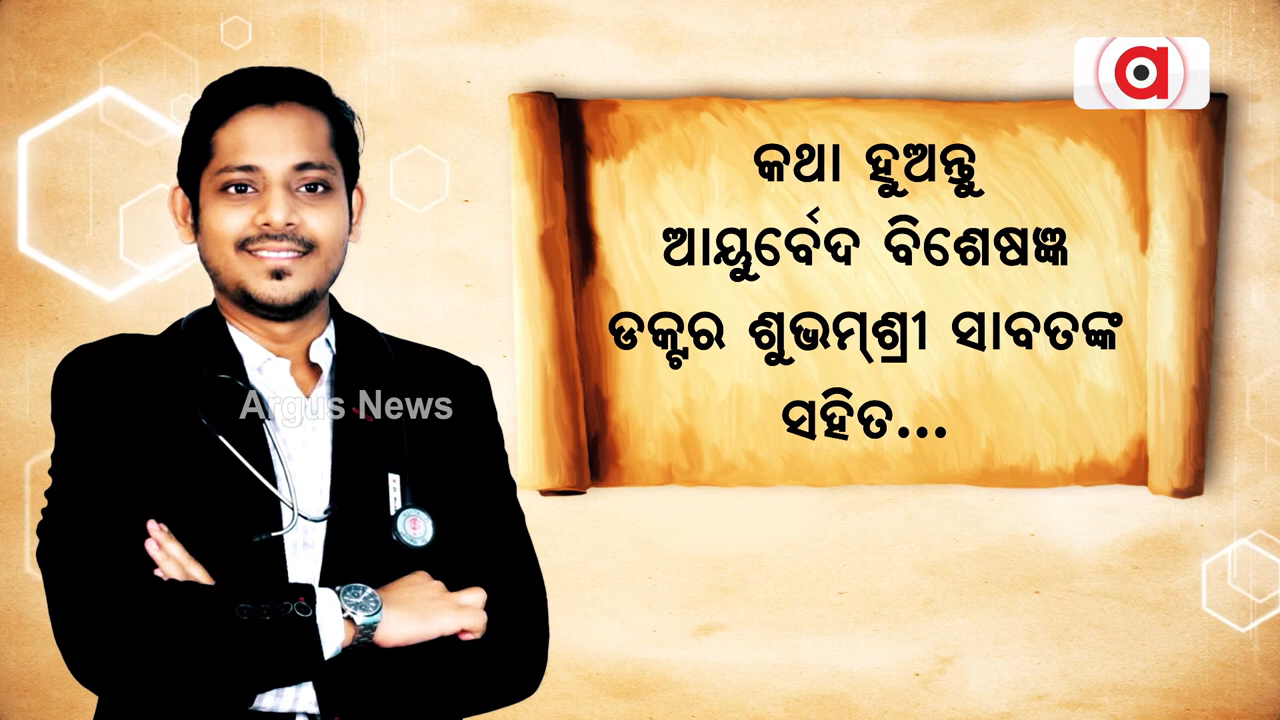 କଥା ହୁଅନ୍ତୁ
ଆୟୁର୍ବେଦ ବିଶେଷଜ୍ଞ
ଡକ୍ଟର ଶୁଭମ୍‌ଶ୍ରୀ ସାବତଙ୍କ
ସହିତ...
Argus News